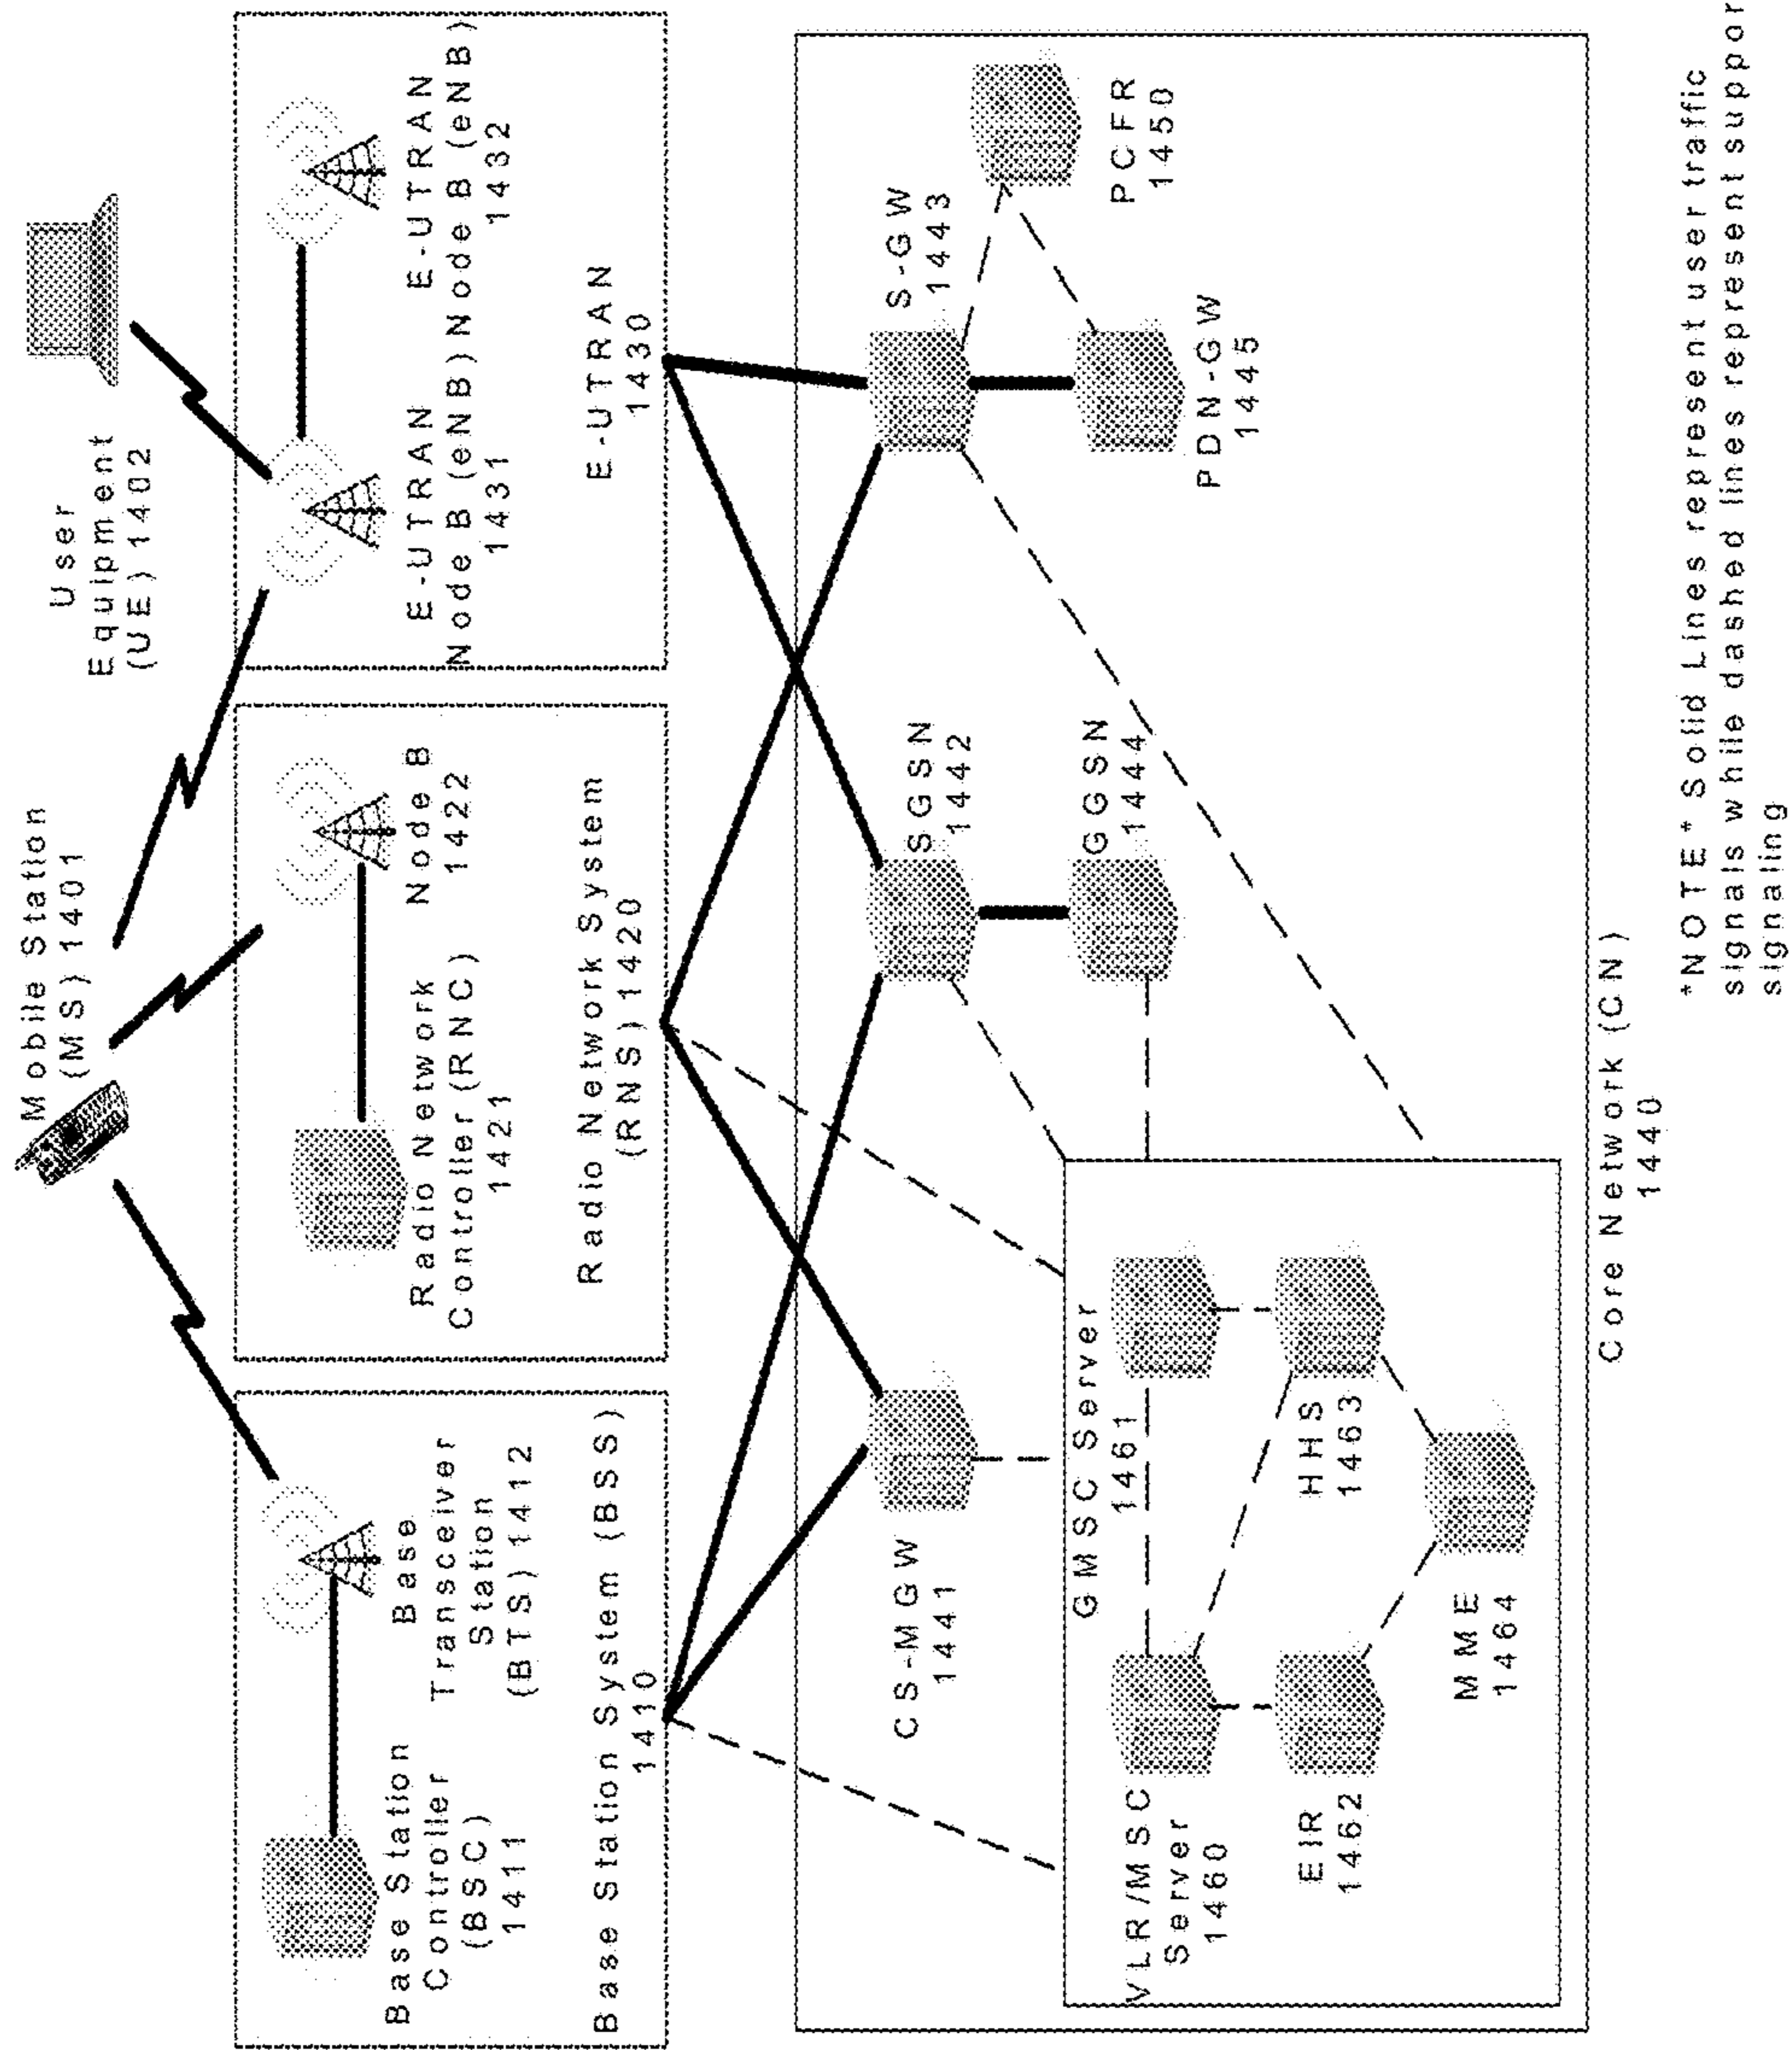 Mobile Station
(MS) 1401
User
Equipment
(UE) 1402
Base Station
Controller
(BSC)
1411
Base
Transceiver
Station
(BTS) 1412
Base Station System (BSS)
1410
Radio Network
Controller (RNC)
1421
Node B
1422
Radio Network System
(RNS) 1420
E-UTRAN
Node B (eNB)
1431
E-UTRAN
Node B (eNB)
1432
E-UTRAN
1430
CS-MGW
1441
SGSN
1442
GGSN
1444
S-GW
1443
PDN-GW
1445
PCFR
1450
GMSC Server
1461
VLR/MSC
Server
1460
HHS
1463
EIR
1462
MME
1464
Core Network (CN)
1440
*NOTE* Solid Lines represent user traffic
signals while dashed lines represent suppor
signaling